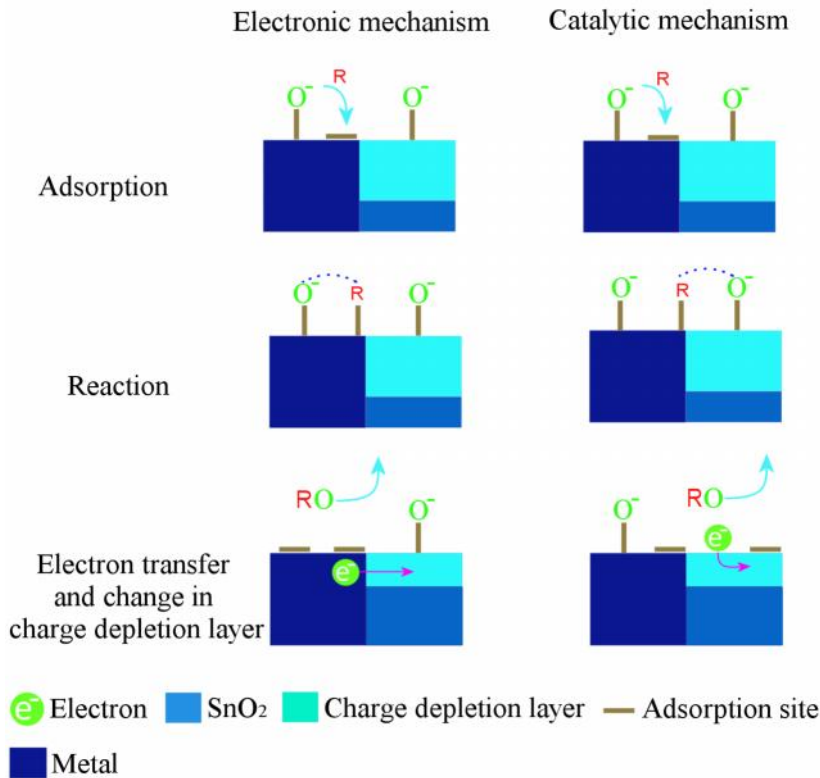 Electronic mechanism Catalytic mechanism
O⁻ R O⁻ O⁻ R O⁻
Adsorption
O⁻ R O⁻ O⁻ R O⁻
Reaction
RO O⁻ O⁻ RO
e⁻ e⁻
Electron transfer
and change in
charge depletion layer
e⁻ Electron SnO₂ Charge depletion layer Adsorption site
Metal